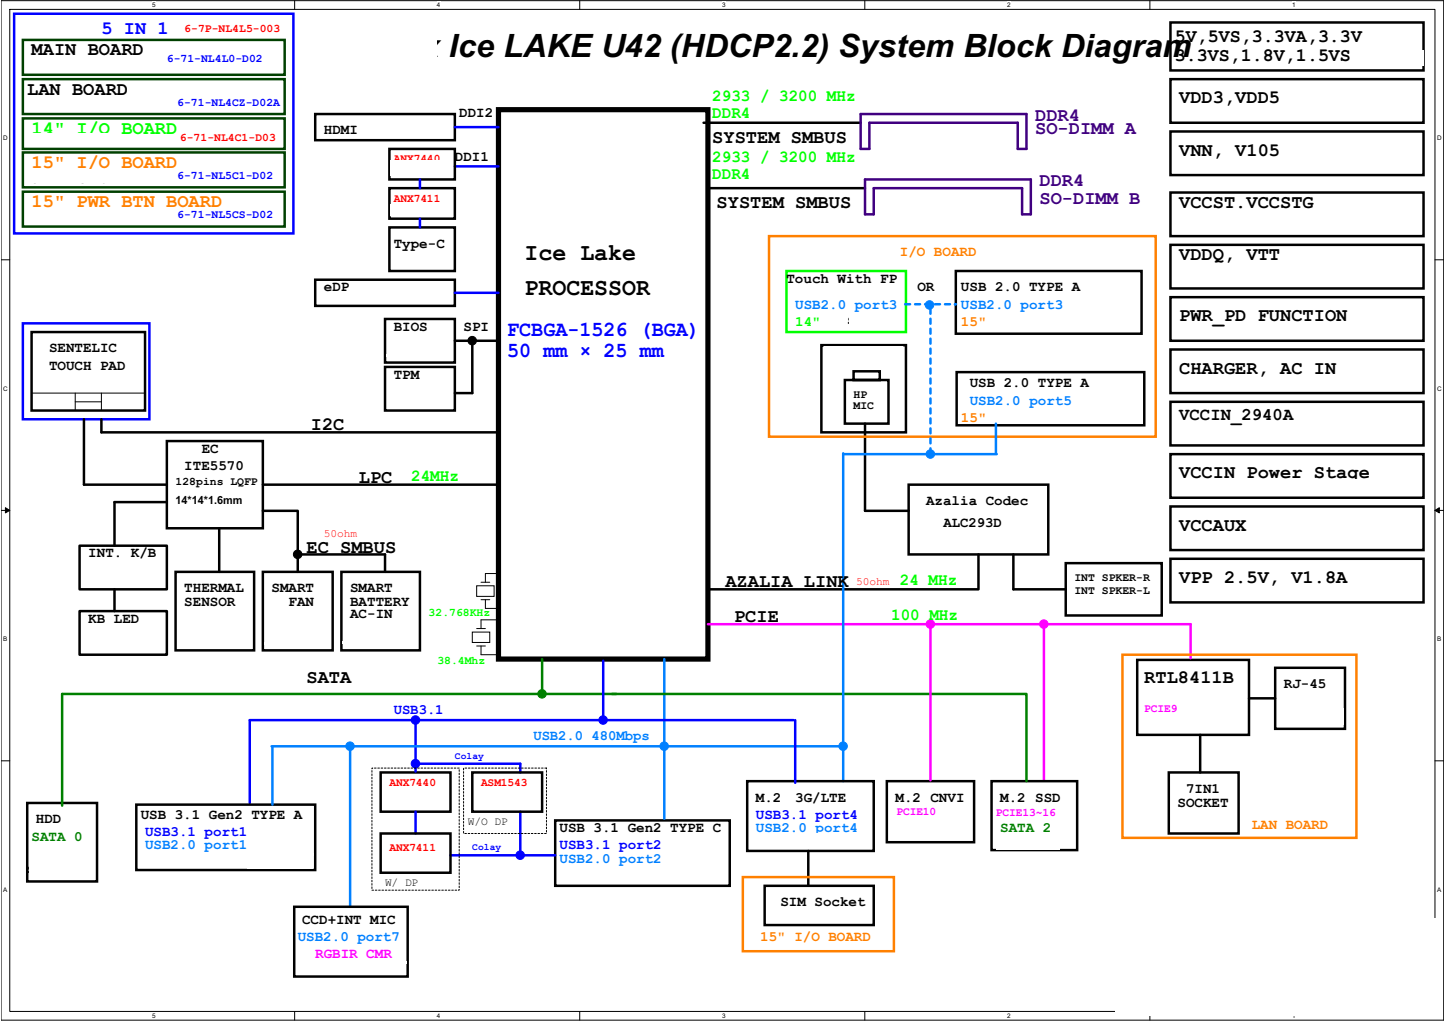 5 IN 1 6-7P-NL4L5-003
MAIN BOARD
6-71-NL4L0-D02
LAN BOARD
6-71-NL4CZ-D02A
14" I/O BOARD
6-71-NL4C1-D03
15" I/O BOARD
6-71-NL5C1-D02
15" PWR BTN BOARD
6-71-NL5CS-D02
Ice LAKE U42 (HDCP2.2) System Block Diagram
5V,5VS,3.3VA,3.3V
3.3VS,1.8V,1.5VS
VDD3,VDD5
VNN, V105
VCCST.VCCSTG
VDDQ, VTT
PWR_PD FUNCTION
CHARGER, AC IN
VCCIN_2940A
VCCIN Power Stage
VCCAUX
VPP 2.5V, V1.8A
HDMI
DDI2
ANX7440
DDI1
ANX7411
Type-C
eDP
BIOS
SPI
TPM
Ice Lake
PROCESSOR
FCBGA-1526 (BGA)
50 mm × 25 mm
2933 / 3200 MHz
DDR4
SYSTEM SMBUS
DDR4
SO-DIMM A
2933 / 3200 MHz
DDR4
SYSTEM SMBUS
DDR4
SO-DIMM B
I/O BOARD
Touch With FP
USB2.0 port3
14"
OR
USB 2.0 TYPE A
USB2.0 port3
15"
HP
MIC
USB 2.0 TYPE A
USB2.0 port5
15"
SENTELIC
TOUCH PAD
I2C
EC
ITE5570
128pins LQFP
14*14*1.6mm
LPC 24MHz
50ohm
EC SMBUS
INT. K/B
KB LED
THERMAL
SENSOR
SMART
FAN
SMART
BATTERY
AC-IN
32.768KHz
38.4Mhz
Azalia Codec
ALC293D
AZALIA LINK 50ohm 24 MHz
INT SPKER-R
INT SPKER-L
PCIE 100 MHz
RTL8411B
PCIE9
RJ-45
7IN1
SOCKET
LAN BOARD
SATA
USB3.1
USB2.0 480Mbps
HDD
SATA 0
USB 3.1 Gen2 TYPE A
USB3.1 port1
USB2.0 port1
Colay
ANX7440
ASM1543
W/O DP
ANX7411
Colay
W/ DP
USB 3.1 Gen2 TYPE C
USB3.1 port2
USB2.0 port2
M.2 3G/LTE
USB3.1 port4
USB2.0 port4
M.2 CNVI
PCIE10
M.2 SSD
PCIE13~16
SATA 2
SIM Socket
15" I/O BOARD
CCD+INT MIC
USB2.0 port7
RGBIR CMR